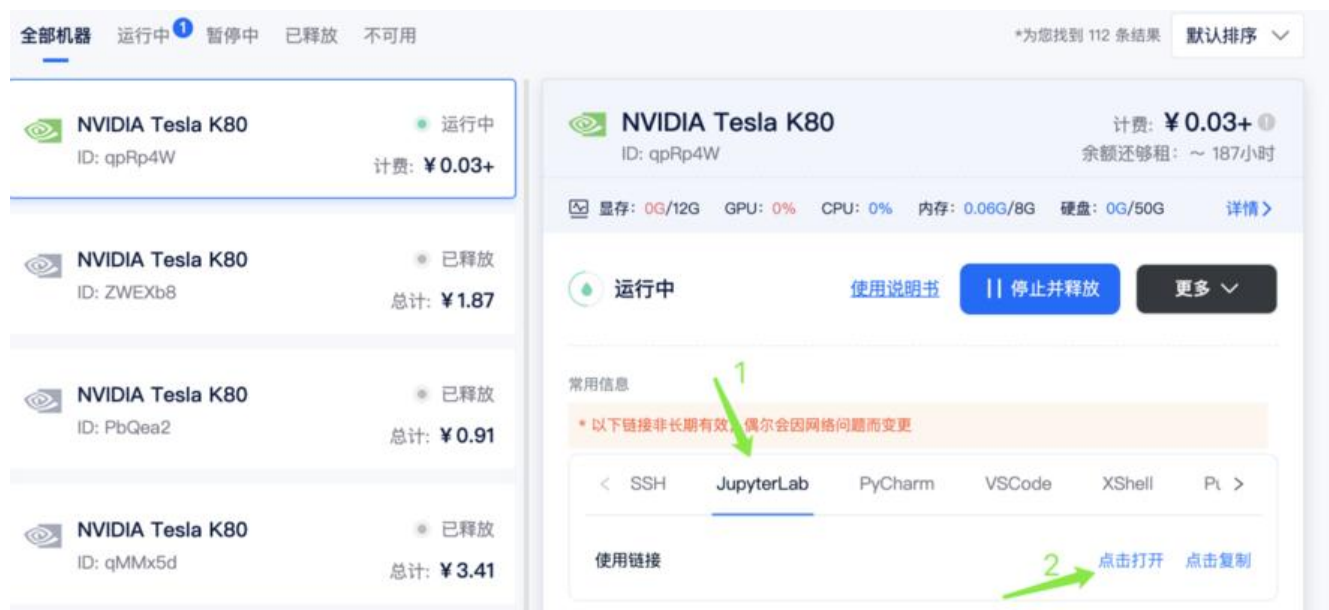 全部机器 运行中 1 暂停中 已释放 不可用
*为您找到 112 条结果 默认排序
NVIDIA Tesla K80 运行中
ID: qpRp4W 计费: ¥0.03+
NVIDIA Tesla K80 已释放
ID: ZWEXb8 总计: ¥1.87
NVIDIA Tesla K80 已释放
ID: PbQea2 总计: ¥0.91
NVIDIA Tesla K80 已释放
ID: qMMx5d 总计: ¥3.41
NVIDIA Tesla K80 计费: ¥0.03+
ID: qpRp4W 余额还够租: ~ 187小时
显存: 0G/12G GPU: 0% CPU: 0% 内存: 0.06G/8G 硬盘: 0G/50G 详情
运行中 使用说明书 停止并释放 更多
常用信息
1
* 以下链接非长期有效，偶尔会因网络问题而变更
< SSH JupyterLab PyCharm VSCode XShell >
使用链接 2 点击打开 点击复制